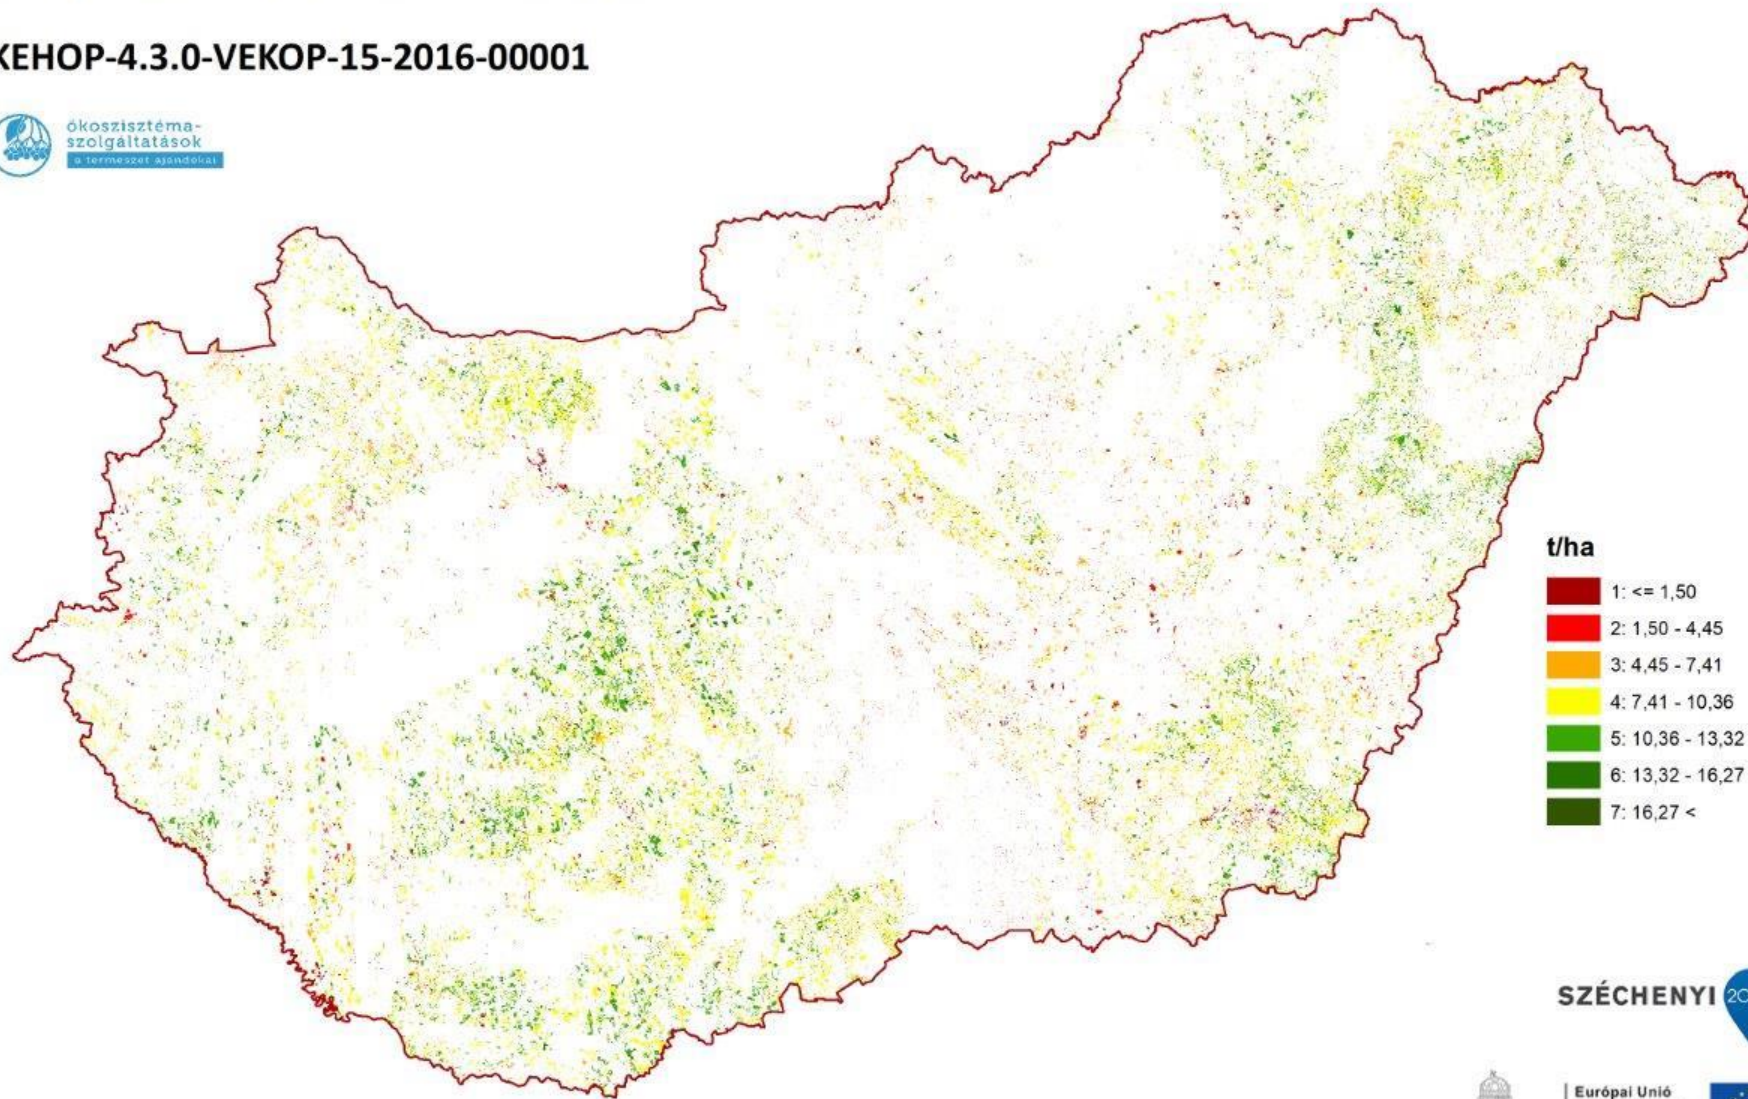 KEHOP-4.3.0-VEKOP-15-2016-00001
ökoszisztéma-
szolgáltatások
a természet ajándékai
t/ha
1: <= 1,50
2: 1,50 - 4,45
3: 4,45 - 7,41
4: 7,41 - 10,36
5: 10,36 - 13,32
6: 13,32 - 16,27
7: 16,27 <
SZÉCHENYI 20
Európai Unió